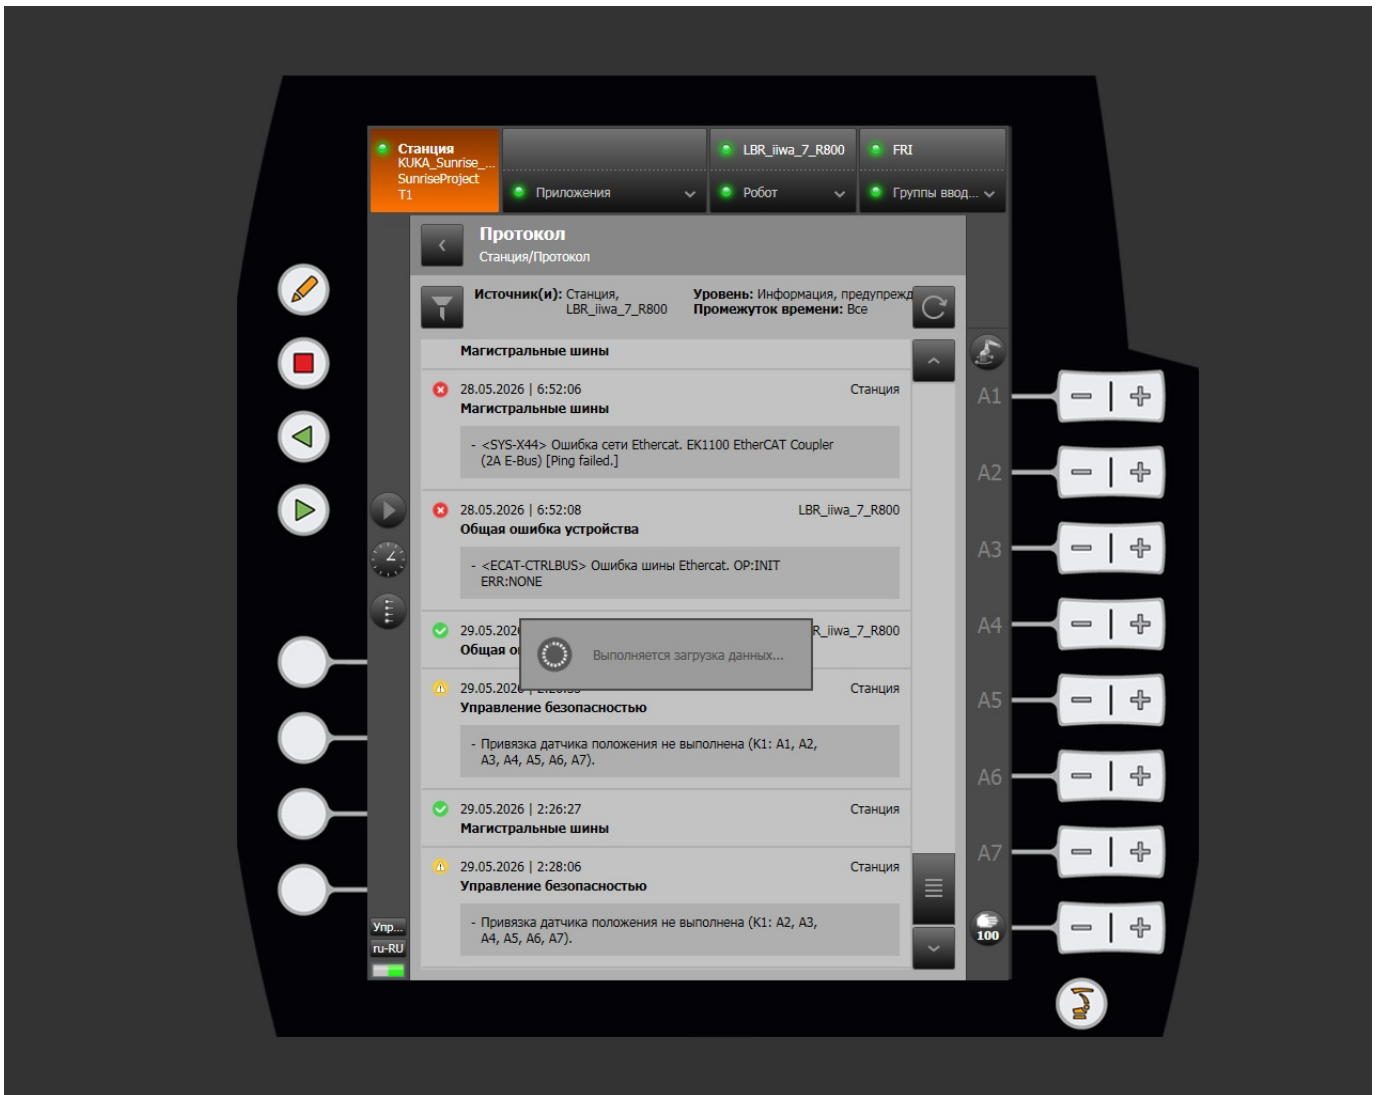 Станция
KUKA_Sunrise_...
SunriseProject
T1
Приложения
LBR_iiwa_7_R800
Робот
FRI
Группы ввод...
Протокол
Станция/Протокол
Источник(и): Станция,
LBR_iiwa_7_R800
Уровень: Информация, предупрежд
Промежуток времени: Все
Магистральные шины
28.05.2026 | 6:52:06 Станция
Магистральные шины
- <SYS-X44> Ошибка сети Ethercat. EK1100 EtherCAT Coupler
(2A E-Bus) [Ping failed.]
28.05.2026 | 6:52:08 LBR_iiwa_7_R800
Общая ошибка устройства
- <ECAT-CTRLBUS> Ошибка шины Ethercat. OP:INIT
ERR:NONE
29.05.202 R_iiwa_7_R800
Общая о
Выполняется загрузка данных...
29.05.202 Станция
Управление безопасностью
- Привязка датчика положения не выполнена (K1: A1, A2,
A3, A4, A5, A6, A7).
29.05.2026 | 2:26:27 Станция
Магистральные шины
29.05.2026 | 2:28:06 Станция
Управление безопасностью
- Привязка датчика положения не выполнена (K1: A2, A3,
A4, A5, A6, A7).
A1
A2
A3
A4
A5
A6
A7
100
Упр...
ru-RU